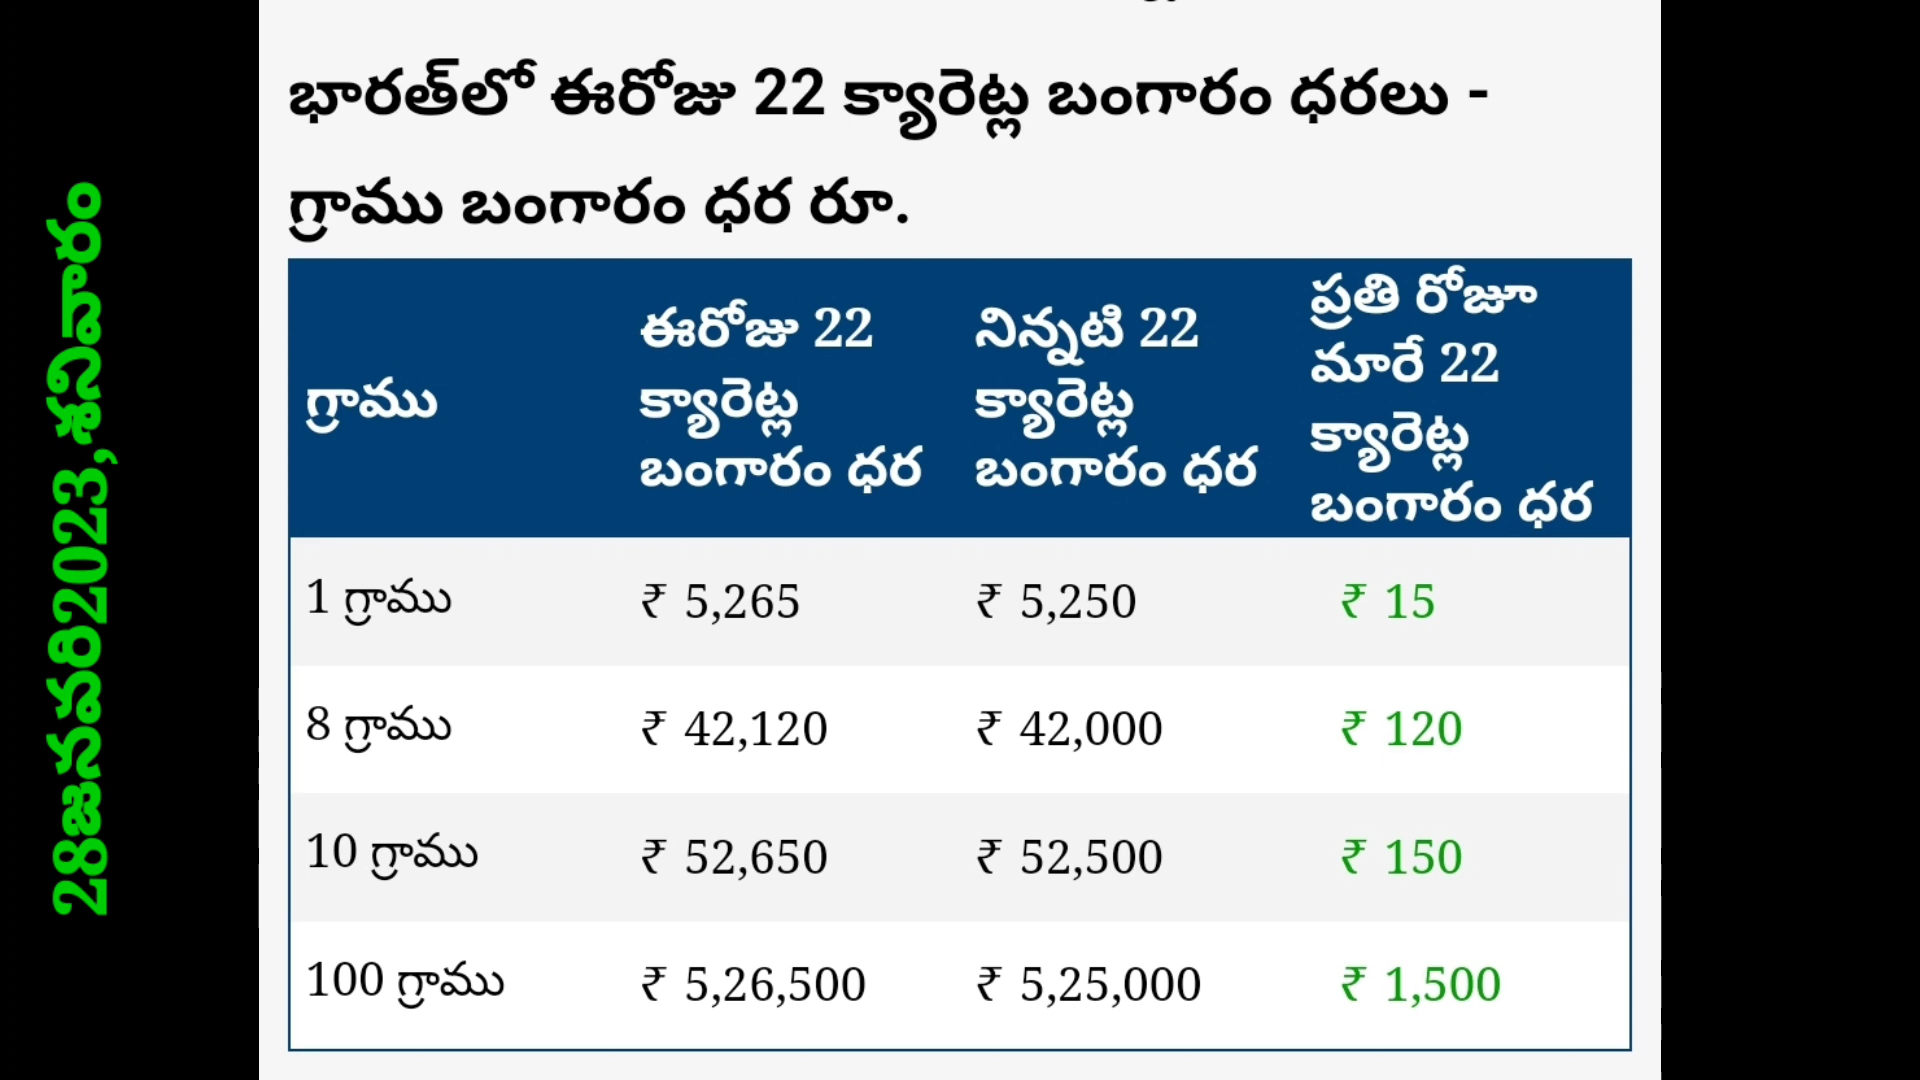 28జనవరి2023,శనివారం
భారత్‌లో ఈరోజు 22 క్యారెట్ల బంగారం ధరలు -
గ్రాము బంగారం ధర రూ.
గ్రాము
ఈరోజు 22
క్యారెట్ల
బంగారం ధర
నిన్నటి 22
క్యారెట్ల
బంగారం ధర
ప్రతి రోజూ
మారే 22
క్యారెట్ల
బంగారం ధర
1 గ్రాము ₹ 5,265 ₹ 5,250 ₹ 15
8 గ్రాము ₹ 42,120 ₹ 42,000 ₹ 120
10 గ్రాము ₹ 52,650 ₹ 52,500 ₹ 150
100 గ్రాము ₹ 5,26,500 ₹ 5,25,000 ₹ 1,500